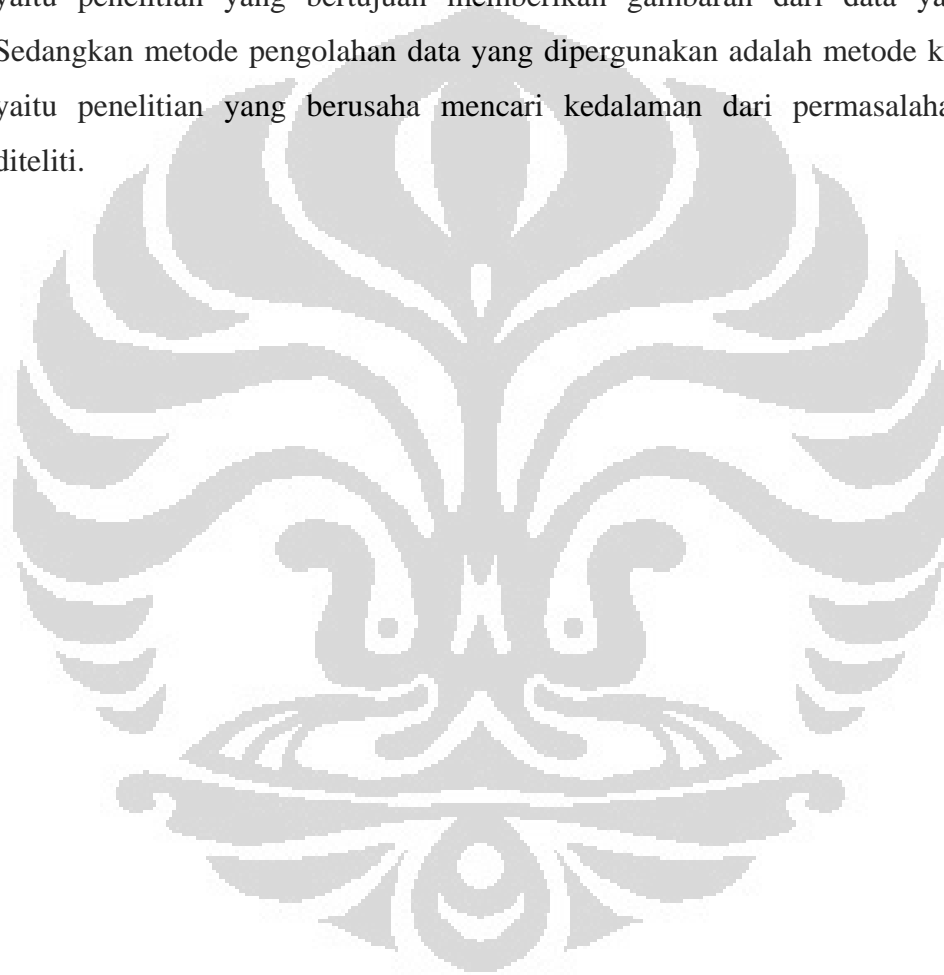 yaitu penelitian yang bertujuan memberikan gambaran dari data ya
Sedangkan metode pengolahan data yang dipergunakan adalah metode k
yaitu penelitian yang berusaha mencari kedalaman dari permasalaha
diteliti.